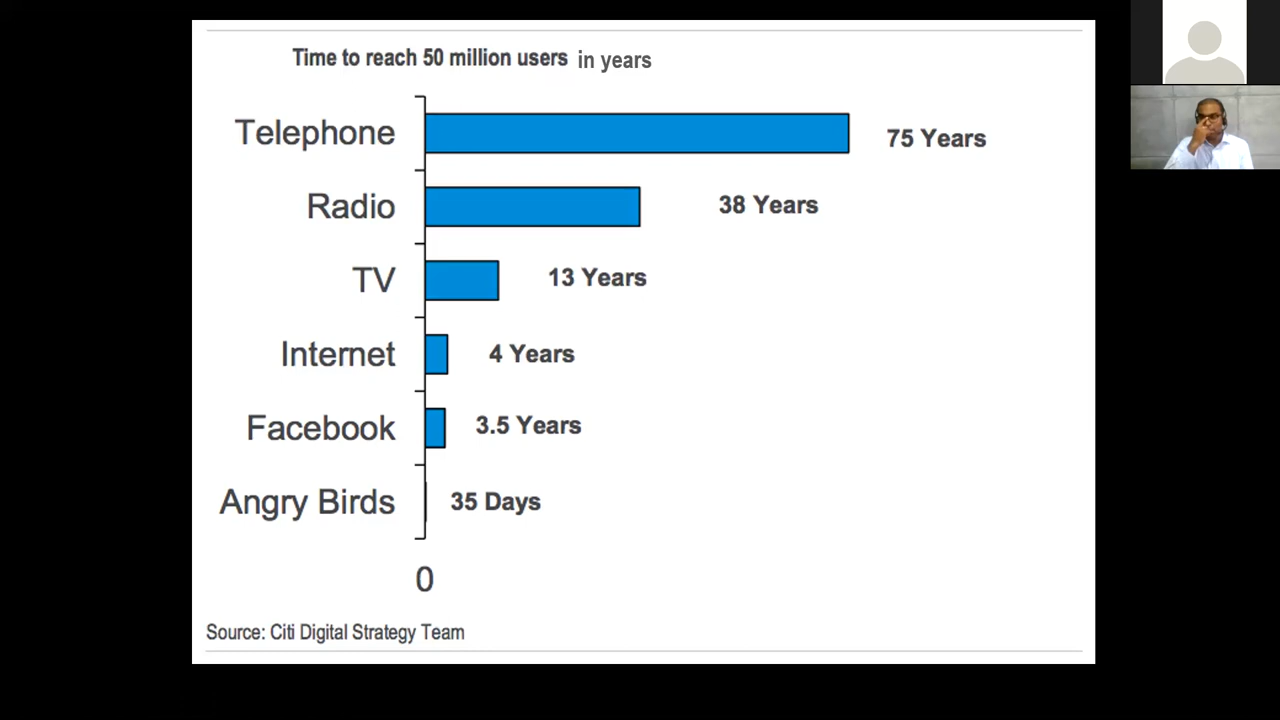 Time to reach 50 million users in years
Telephone 75 Years
Radio 38 Years
TV 13 Years
Internet 4 Years
Facebook 3.5 Years
Angry Birds 35 Days
0
Source: Citi Digital Strategy Team